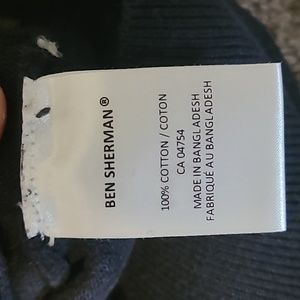 BEN SHERMAN®
100% COTTON / COTON
CA 04754
MADE IN BANGLADESH
FABRIQUÉ AU BANGLADESH